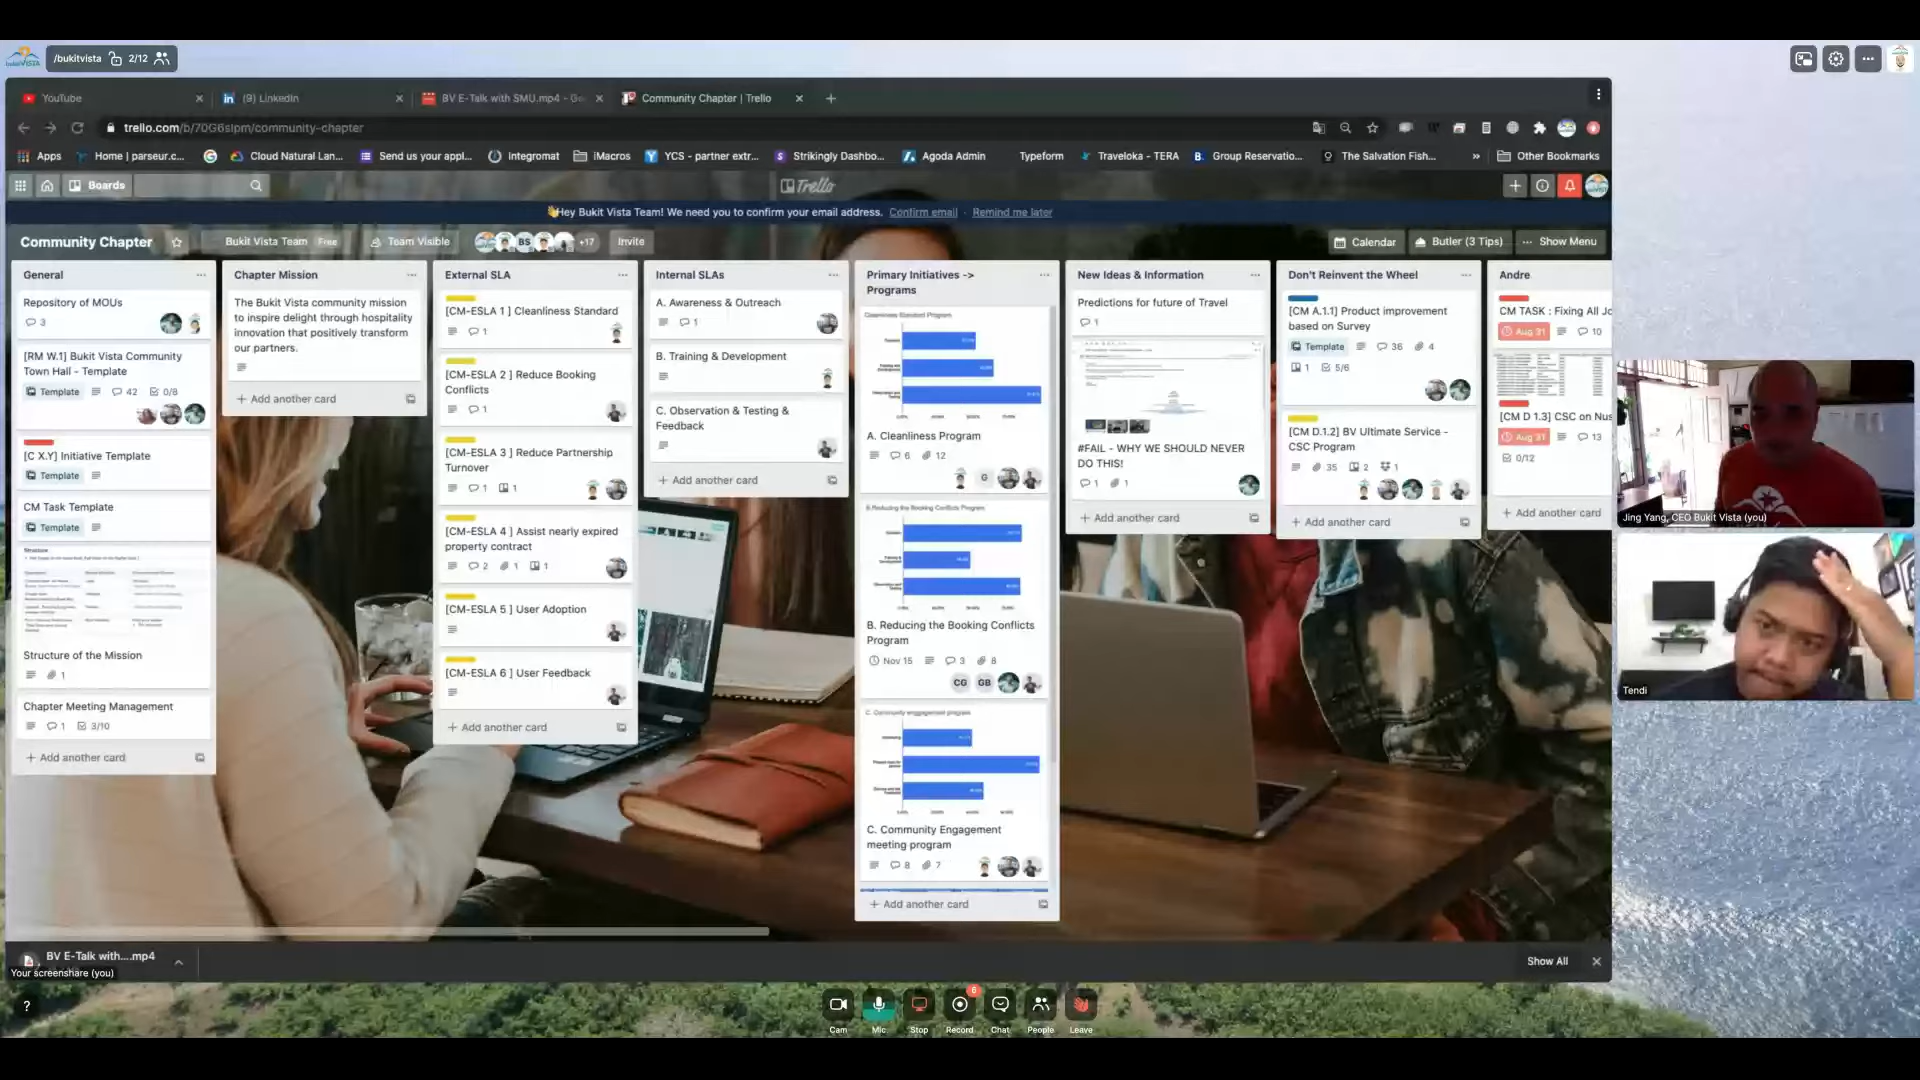 /bukitvista 2/12
YouTube
(9) LinkedIn
BV E-Talk with SMU.mp4 - Go
Community Chapter | Trello
trello.com/b/70G6slpm/community-chapter
Apps
Home | parseur.c...
Cloud Natural Lan...
Send us your appl...
Integromat
iMacros
YCS - partner extr...
Strikingly Dashbo...
Agoda Admin
Typeform
Traveloka - TERA
Group Reservatio...
The Salvation Fish...
»
Other Bookmarks
Boards
Trello
Hey Bukit Vista Team! We need you to confirm your email address. Confirm email · Remind me later
Community Chapter
Bukit Vista Team Free
Team Visible
BS
+17
Invite
Calendar
Butler (3 Tips)
Show Menu
General
Repository of MOUs
3
[RM W.1] Bukit Vista Community
Town Hall - Template
Template 42 0/8
[C X.Y] Initiative Template
Template
CM Task Template
Template
Structure
Structure of the Mission
1
Chapter Meeting Management
1 3/10
+ Add another card
Chapter Mission
The Bukit Vista community mission
to inspire delight through hospitality
innovation that positively transform
our partners.
+ Add another card
External SLA
[CM-ESLA 1 ] Cleanliness Standard
1
[CM-ESLA 2 ] Reduce Booking
Conflicts
1
[CM-ESLA 3 ] Reduce Partnership
Turnover
1 1
[CM-ESLA 4 ] Assist nearly expired
property contract
2 1 1
[CM-ESLA 5 ] User Adoption
[CM-ESLA 6 ] User Feedback
+ Add another card
Internal SLAs
A. Awareness & Outreach
1
B. Training & Development
C. Observation & Testing &
Feedback
+ Add another card
Primary Initiatives ->
Programs
Cleanliness Standard Program
A. Cleanliness Program
6 12
G
B.Reducing the Booking Conflicts Program
B. Reducing the Booking Conflicts
Program
Nov 15 3 8
CG GB
C. Community enggagement program
C. Community Engagement
meeting program
8 7
+ Add another card
New Ideas & Information
Predictions for future of Travel
1
#FAIL - WHY WE SHOULD NEVER
DO THIS!
1 1
+ Add another card
Don't Reinvent the Wheel
[CM A.1.1] Product improvement
based on Survey
Template 36 4
1 5/6
[CM D.1.2] BV Ultimate Service -
CSC Program
35 2 1
+ Add another card
Andre
CM TASK : Fixing All Jo
Aug 31 10
[CM D 1.3] CSC on Nus
Aug 31 13
0/12
+ Add another card
Jing Yang, CEO Bukit Vista (you)
Tendi
BV E-Talk with....mp4
Your screenshare (you)
Show All
?
6
Cam
Mic
Stop
Record
Chat
People
Leave